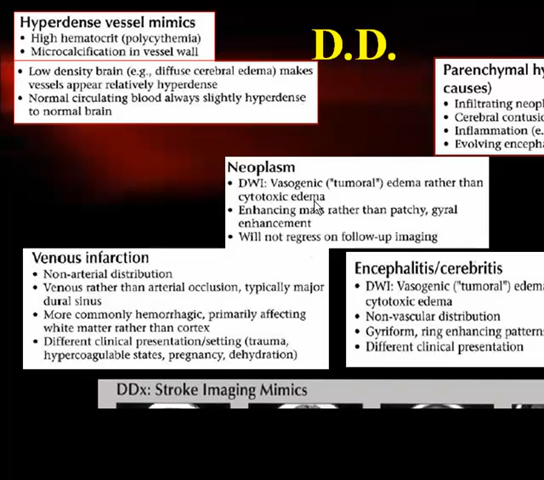 Hyperdense vessel mimics
• High hematocrit (polycythemia)
• Microcalcification in vessel wall
• Low density brain (e.g., diffuse cerebral edema) makes
vessels appear relatively hyperdense
• Normal circulating blood always slightly hyperdense
to normal brain
D.D.
Parenchymal hy
causes)
• Infiltrating neopl
• Cerebral contusio
• Inflammation (e.
• Evolving enceph
Neoplasm
• DWI: Vasogenic ("tumoral") edema rather than
cytotoxic edema
• Enhancing mass rather than patchy, gyral
enhancement
• Will not regress on follow-up imaging
Venous infarction
• Non-arterial distribution
• Venous rather than arterial occlusion, typically major
dural sinus
• More commonly hemorrhagic, primarily affecting
white matter rather than cortex
• Different clinical presentation/setting (trauma,
hypercoagulable states, pregnancy, dehydration)
Encephalitis/cerebritis
• DWI: Vasogenic ("tumoral") edema
cytotoxic edema
• Non-vascular distribution
• Gyriform, ring enhancing pattern
• Different clinical presentation
DDx: Stroke Imaging Mimics